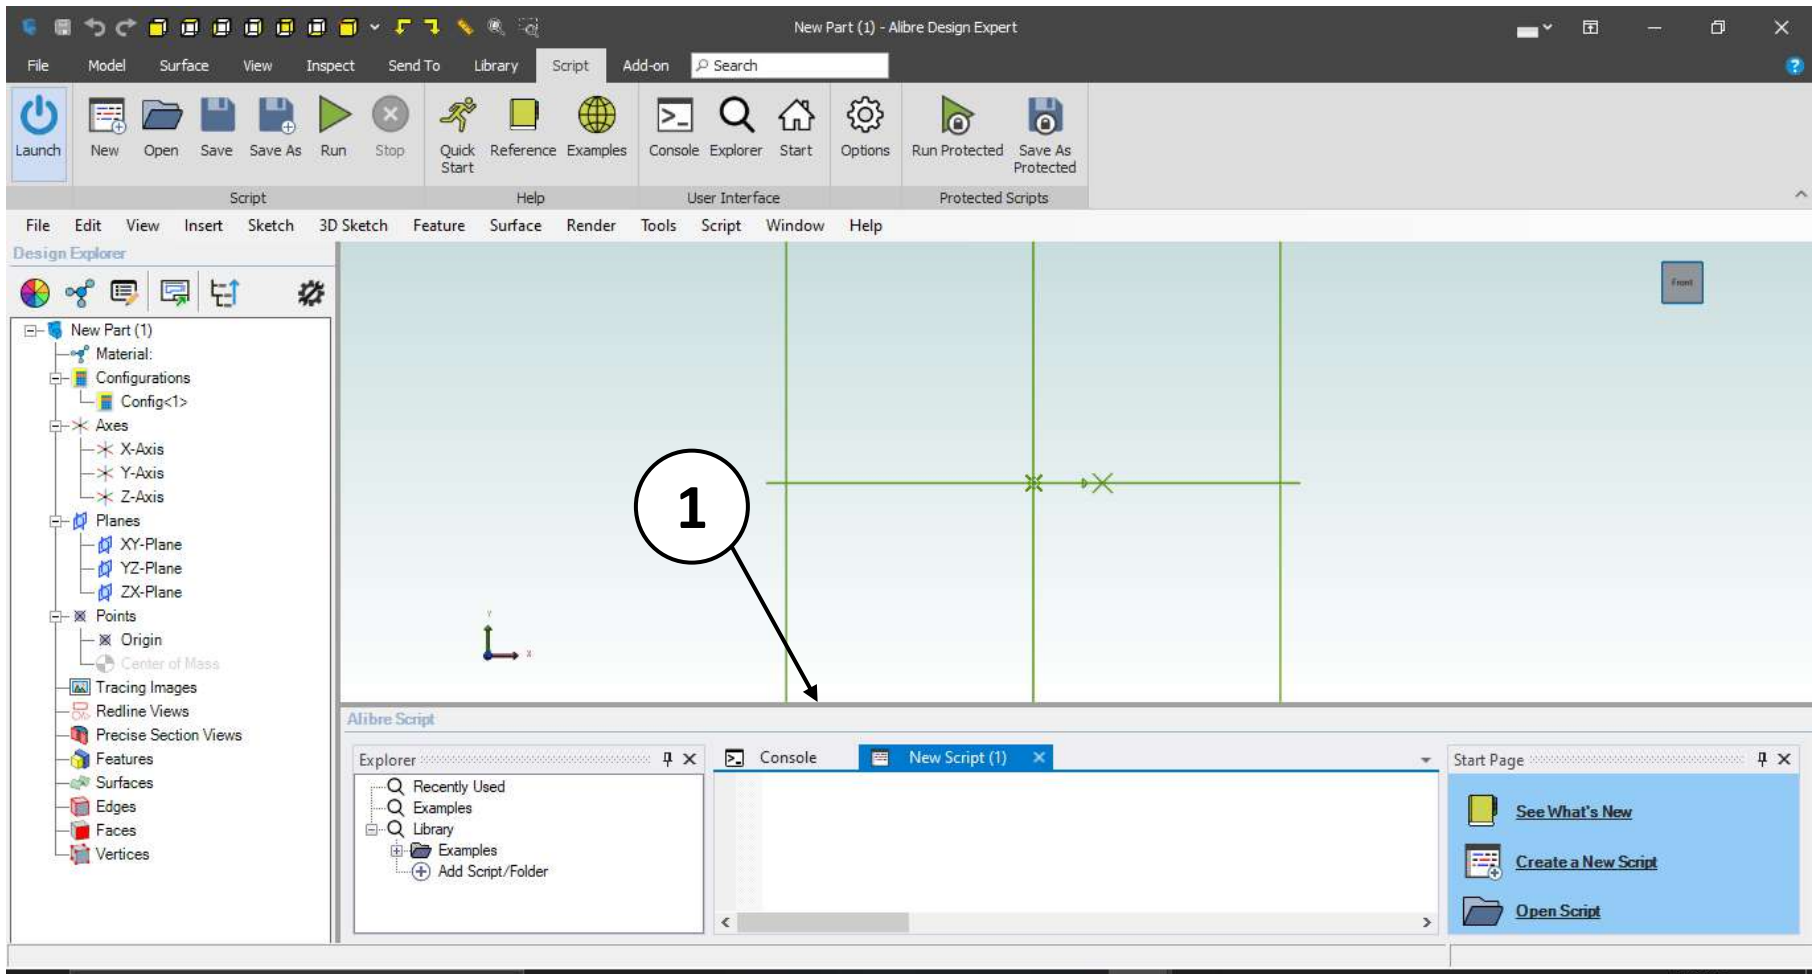 New Part (1) - Alibre Design Expert
File Model Surface View Inspect Send To Library Script Add-on Search
Launch New Open Save Save As Run Stop Quick Start Reference Examples Console Explorer Start Options Run Protected Save As Protected
Script Help User Interface Protected Scripts
File Edit View Insert Sketch 3D Sketch Feature Surface Render Tools Script Window Help
Design Explorer
Front
New Part (1)
Material:
Configurations
Config<1>
Axes
X-Axis
Y-Axis
Z-Axis
Planes
XY-Plane
YZ-Plane
ZX-Plane
Points
Origin
Center of Mass
Tracing Images
Redline Views
Precise Section Views
Features
Surfaces
Edges
Faces
Vertices
1
Y
X
Alibre Script
Explorer
Recently Used
Examples
Library
Examples
Add Script/Folder
Console New Script (1)
Start Page
See What's New
Create a New Script
Open Script